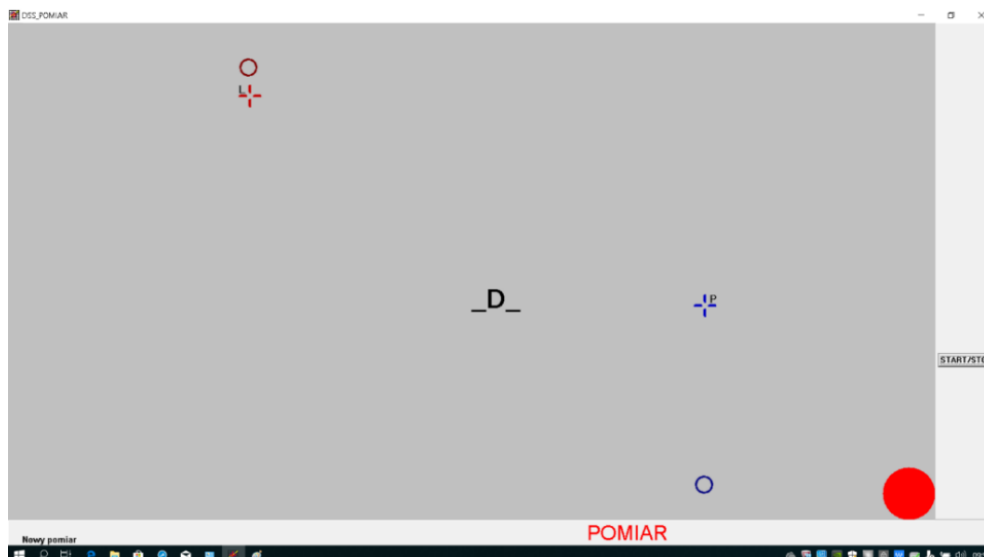 DSS_POMIAR
L
_D_
P
START/STO
POMIAR
Nowy pomiar